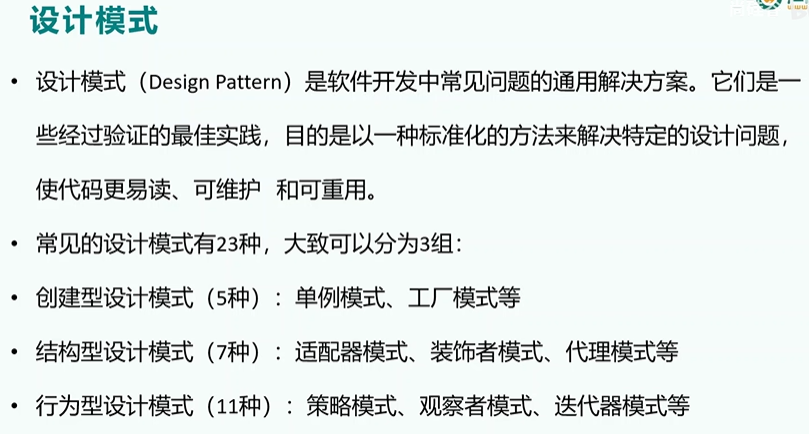 设计模式
• 设计模式（Design Pattern）是软件开发中常见问题的通用解决方案。它们是一
些经过验证的最佳实践，目的是以一种标准化的方法来解决特定的设计问题，
使代码更易读、可维护 和可重用。
• 常见的设计模式有23种，大致可以分为3组：
• 创建型设计模式（5种）：单例模式、工厂模式等
• 结构型设计模式（7种）：适配器模式、装饰者模式、代理模式等
• 行为型设计模式（11种）：策略模式、观察者模式、迭代器模式等